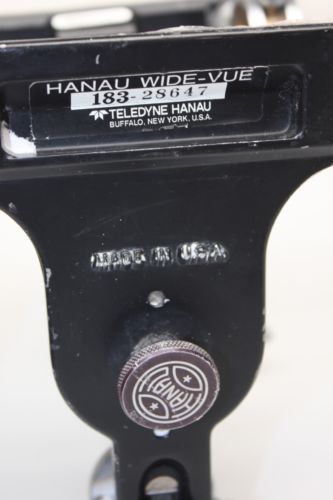 HANAU WIDE-VUE
183-28647
TELEDYNE HANAU
BUFFALO, NEW YORK, U.S.A.
MADE IN U.S.A.
HANAU